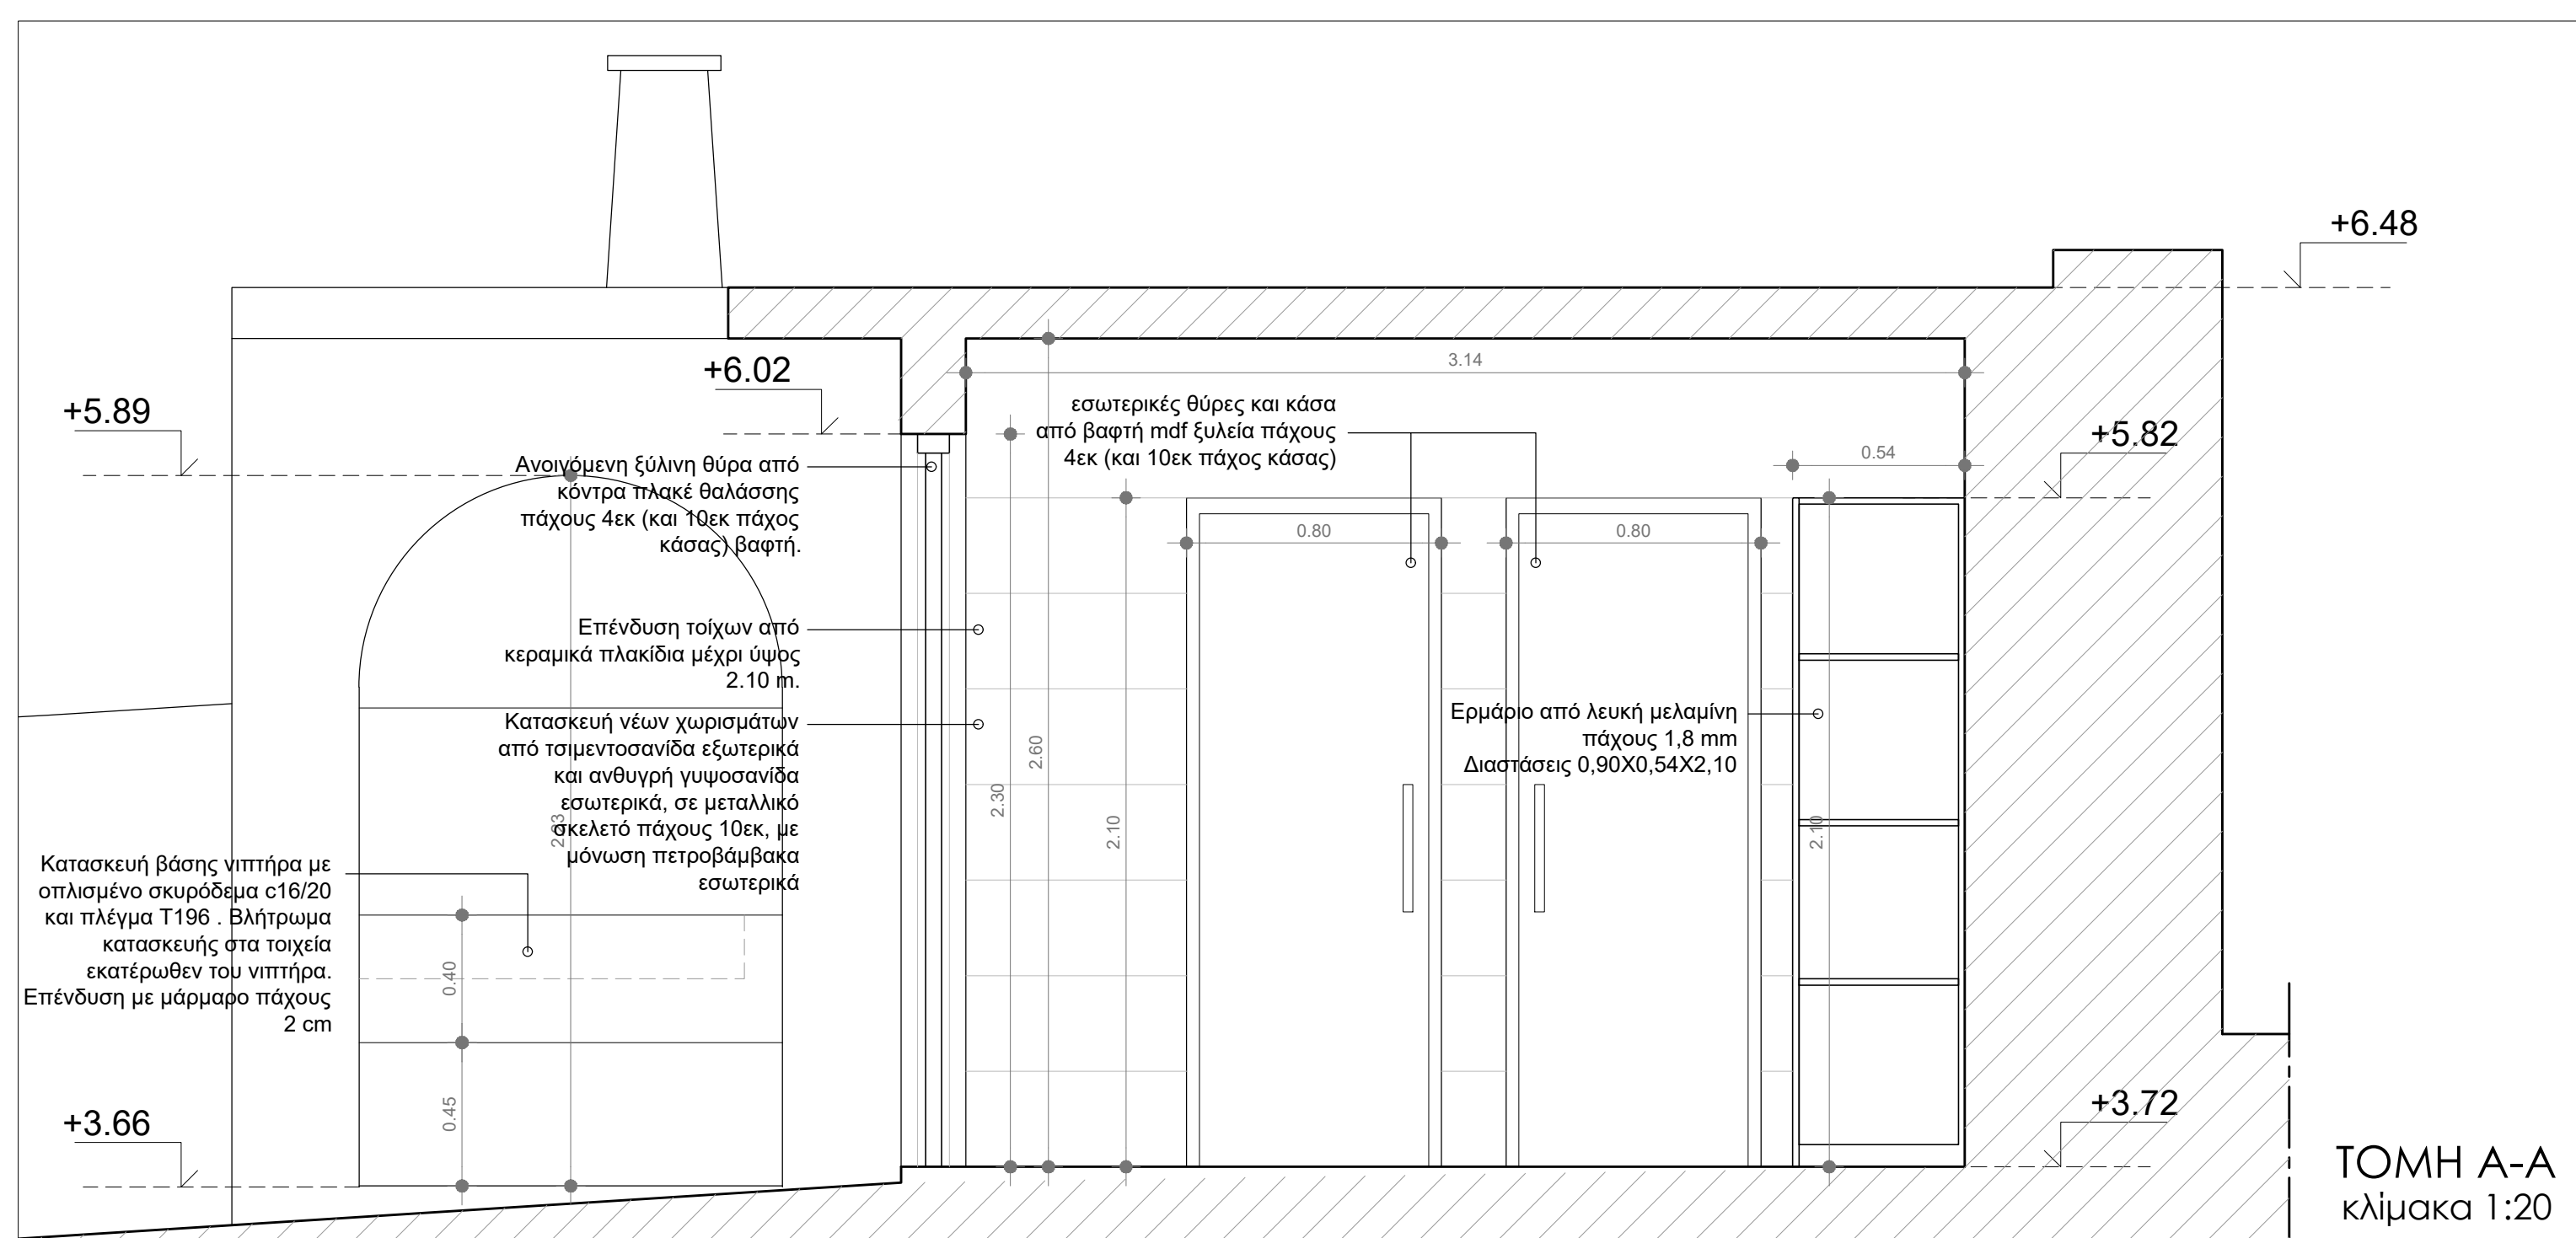 +6.48
3.14
+6.02
+5.89
εσωτερικές θύρες και κάσα
από βαφτή mdf ξυλεία πάχους
4εκ (και 10εκ πάχος κάσας)
+5.82
0.54
Ανοιγόμενη ξύλινη θύρα από
κόντρα πλακέ θαλάσσης
πάχους 4εκ (και 10εκ πάχος
κάσας) βαφτή.
0.80
0.80
Επένδυση τοίχων από
κεραμικά πλακίδια μέχρι ύψος
2.10 m.
Κατασκευή νέων χωρισμάτων
από τσιμεντοσανίδα εξωτερικά
και ανθυγρή γυψοσανίδα
εσωτερικά, σε μεταλλικό
σκελετό πάχους 10εκ, με
μόνωση πετροβάμβακα
εσωτερικά
Ερμάριο από λευκή μελαμίνη
πάχους 1,8 mm
Διαστάσεις 0,90X0,54X2,10
2.60
2.30
2.10
2.10
2.23
Κατασκευή βάσης νιπτήρα με
οπλισμένο σκυρόδεμα c16/20
και πλέγμα T196 . Βλήτρωμα
κατασκευής στα τοιχεία
εκατέρωθεν του νιπτήρα.
Επένδυση με μάρμαρο πάχους
2 cm
0.40
0.45
+3.66
+3.72
ΤΟΜΗ Α-Α
κλίμακα 1:20